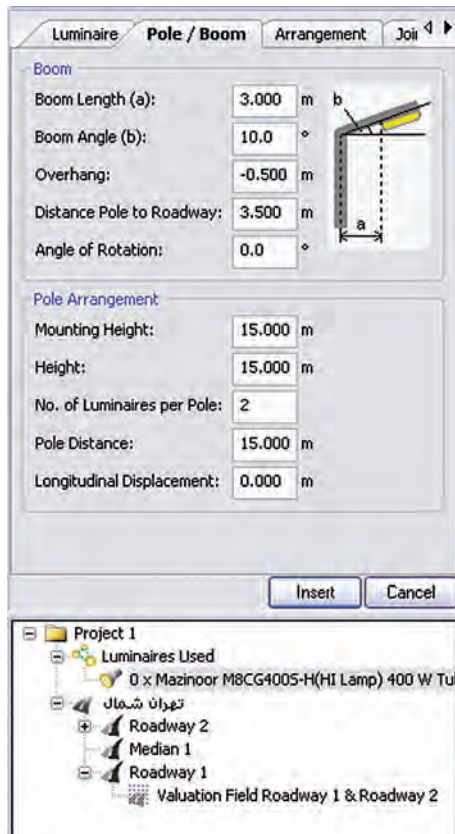 Luminaire Pole / Boom Arrangement Joi
Boom
Boom Length (a): 3.000 m
Boom Angle (b): 10.0 °
Overhang: -0.500 m
Distance Pole to Roadway: 3.500 m
Angle of Rotation: 0.0 °
b
a
Pole Arrangement
Mounting Height: 15.000 m
Height: 15.000 m
No. of Luminaires per Pole: 2
Pole Distance: 15.000 m
Longitudinal Displacement: 0.000 m
Insert Cancel
Project 1
Luminaires Used
0 x Mazinoor M8CG400S-H(HI Lamp) 400 W Tu
تهران شمال
Roadway 2
Median 1
Roadway 1
Valuation Field Roadway 1 & Roadway 2